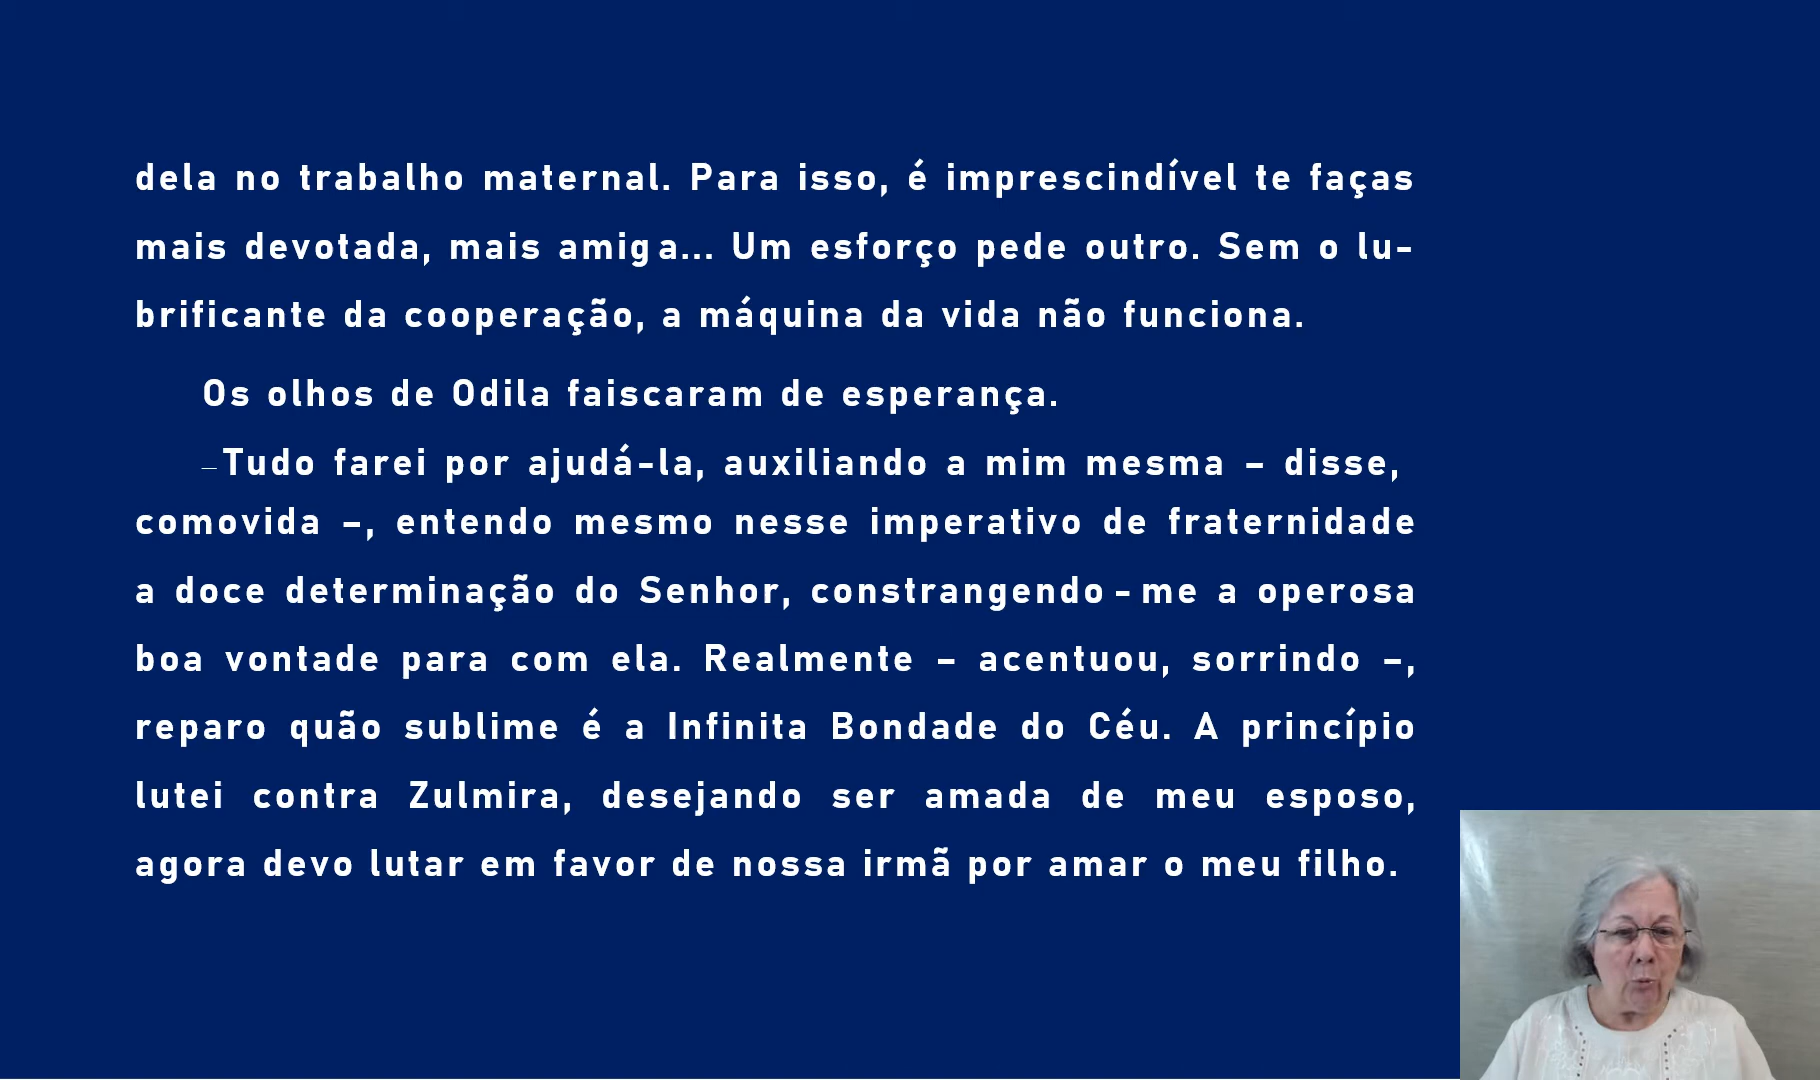 dela no trabalho maternal. Para isso, é imprescindível te faças
mais devotada, mais amiga... Um esforço pede outro. Sem o lu-
brificante da cooperação, a máquina da vida não funciona.
Os olhos de Odila faiscaram de esperança.
–Tudo farei por ajudá-la, auxiliando a mim mesma – disse,
comovida –, entendo mesmo nesse imperativo de fraternidade
a doce determinação do Senhor, constrangendo-me a operosa
boa vontade para com ela. Realmente – acentuou, sorrindo –,
reparo quão sublime é a Infinita Bondade do Céu. A princípio
lutei contra Zulmira, desejando ser amada de meu esposo,
agora devo lutar em favor de nossa irmã por amar o meu filho.